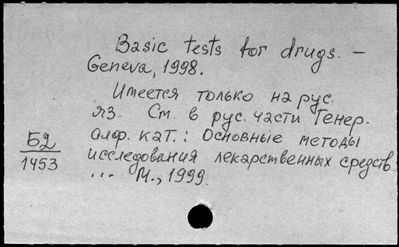 Basic tests for drugs. –
Geneva, 1998.
Имеется только на рус.
яз. См. в рус. части Генер.
алф. кат.: Основные методы
исследования лекарственных средств.
... М., 1999.
Б2
1453